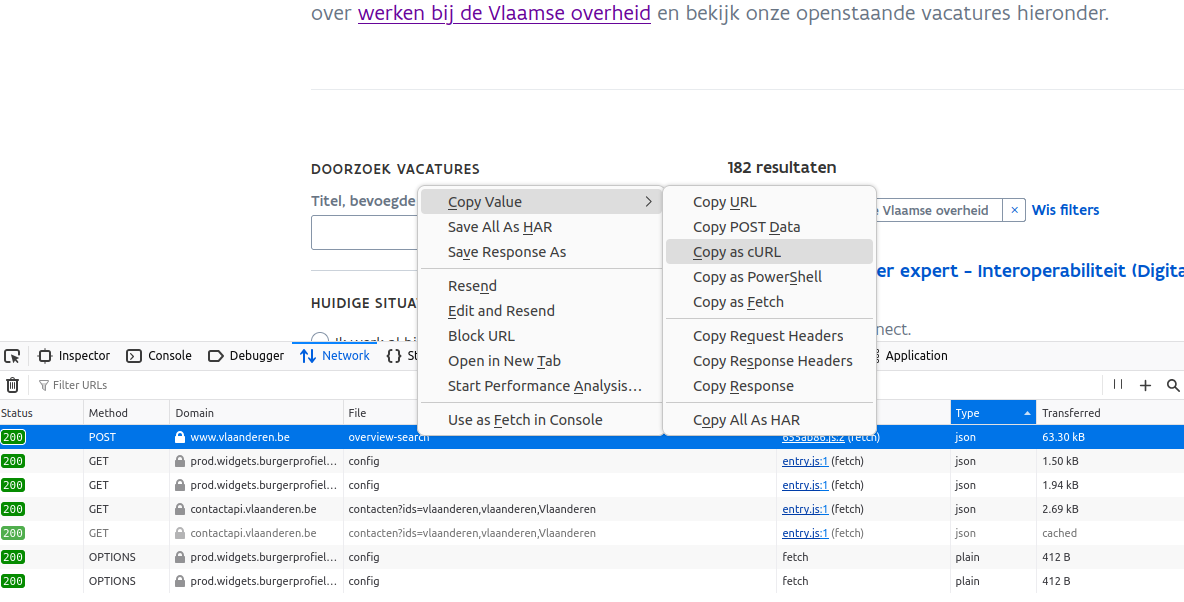 over werken bij de Vlaamse overheid en bekijk onze openstaande vacatures hieronder.
DOORZOEK VACATURES
182 resultaten
Titel, bevoegde
Vlaamse overheid × Wis filters
er expert - Interoperabiliteit (Digita
HUIDIGE SITUA
nect.
Copy Value
Save All As HAR
Save Response As
Resend
Edit and Resend
Block URL
Open in New Tab
Start Performance Analysis…
Use as Fetch in Console
Copy URL
Copy POST Data
Copy as cURL
Copy as PowerShell
Copy as Fetch
Copy Request Headers
Copy Response Headers
Copy Response
Copy All As HAR
Inspector Console Debugger Network {} St Application
Filter URLs
Status Method Domain File Type Transferred
200 POST www.vlaanderen.be overview-search (fetch) json 63.30 kB
200 GET prod.widgets.burgerprofiel… config entry.js:1 (fetch) json 1.50 kB
200 GET prod.widgets.burgerprofiel… config entry.js:1 (fetch) json 1.94 kB
200 GET contactapi.vlaanderen.be contacten?ids=vlaanderen,vlaanderen,Vlaanderen entry.js:1 (fetch) json 2.69 kB
200 GET contactapi.vlaanderen.be contacten?ids=vlaanderen,vlaanderen,Vlaanderen entry.js:1 (fetch) json cached
200 OPTIONS prod.widgets.burgerprofiel… config fetch plain 412 B
200 OPTIONS prod.widgets.burgerprofiel… config fetch plain 412 B